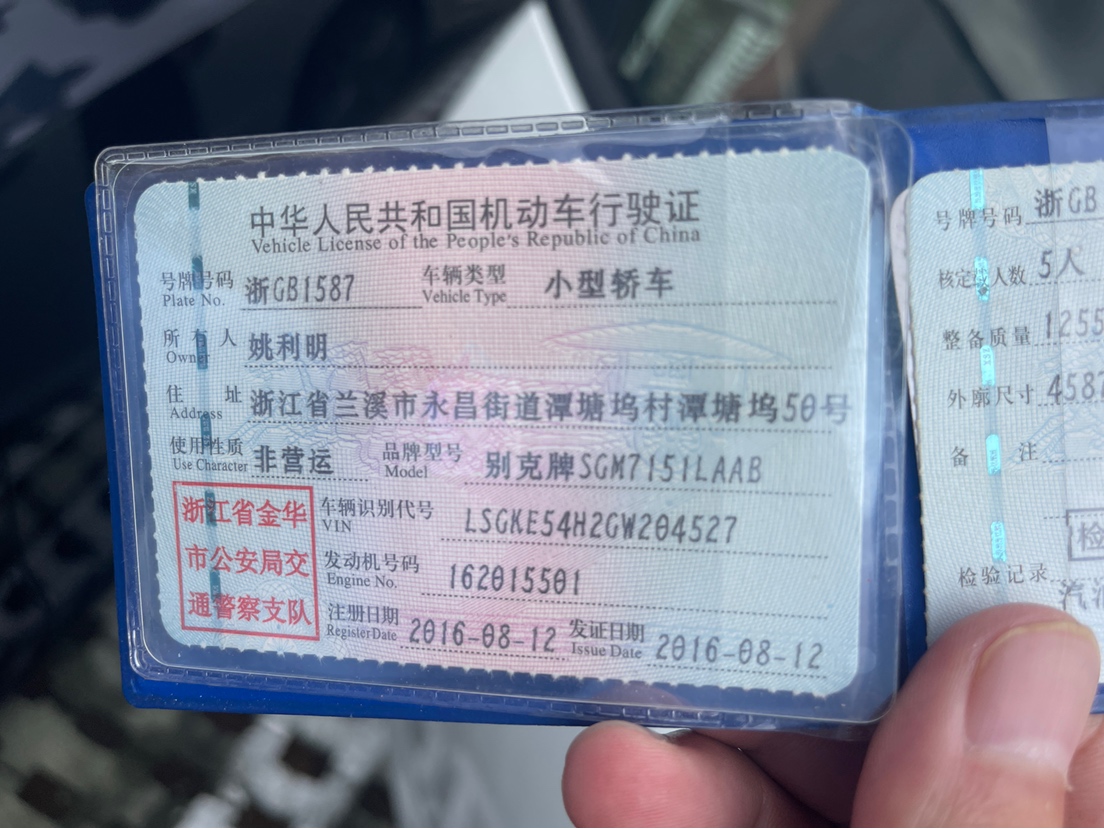 中华人民共和国机动车行驶证
Vehicle License of the People's Republic of China
号牌号码 浙GB1587 车辆类型 小型轿车
Plate No. Vehicle Type
所有人 姚利明
Owner
住址 浙江省兰溪市永昌街道潭塘坞村潭塘坞50号
Address
使用性质 非营运 品牌型号 别克牌SGM7151LAAB
Use Character Model
浙江省金华
市公安局交
通警察支队
车辆识别代号 LSGKE54H2GW204527
VIN
发动机号码 162015501
Engine No.
注册日期 2016-08-12 发证日期 2016-08-12
Register Date Issue Date
号牌号码 浙GB
核定载人数 5人
整备质量 1255
外廓尺寸 4587
备注
检
检验记录
汽油